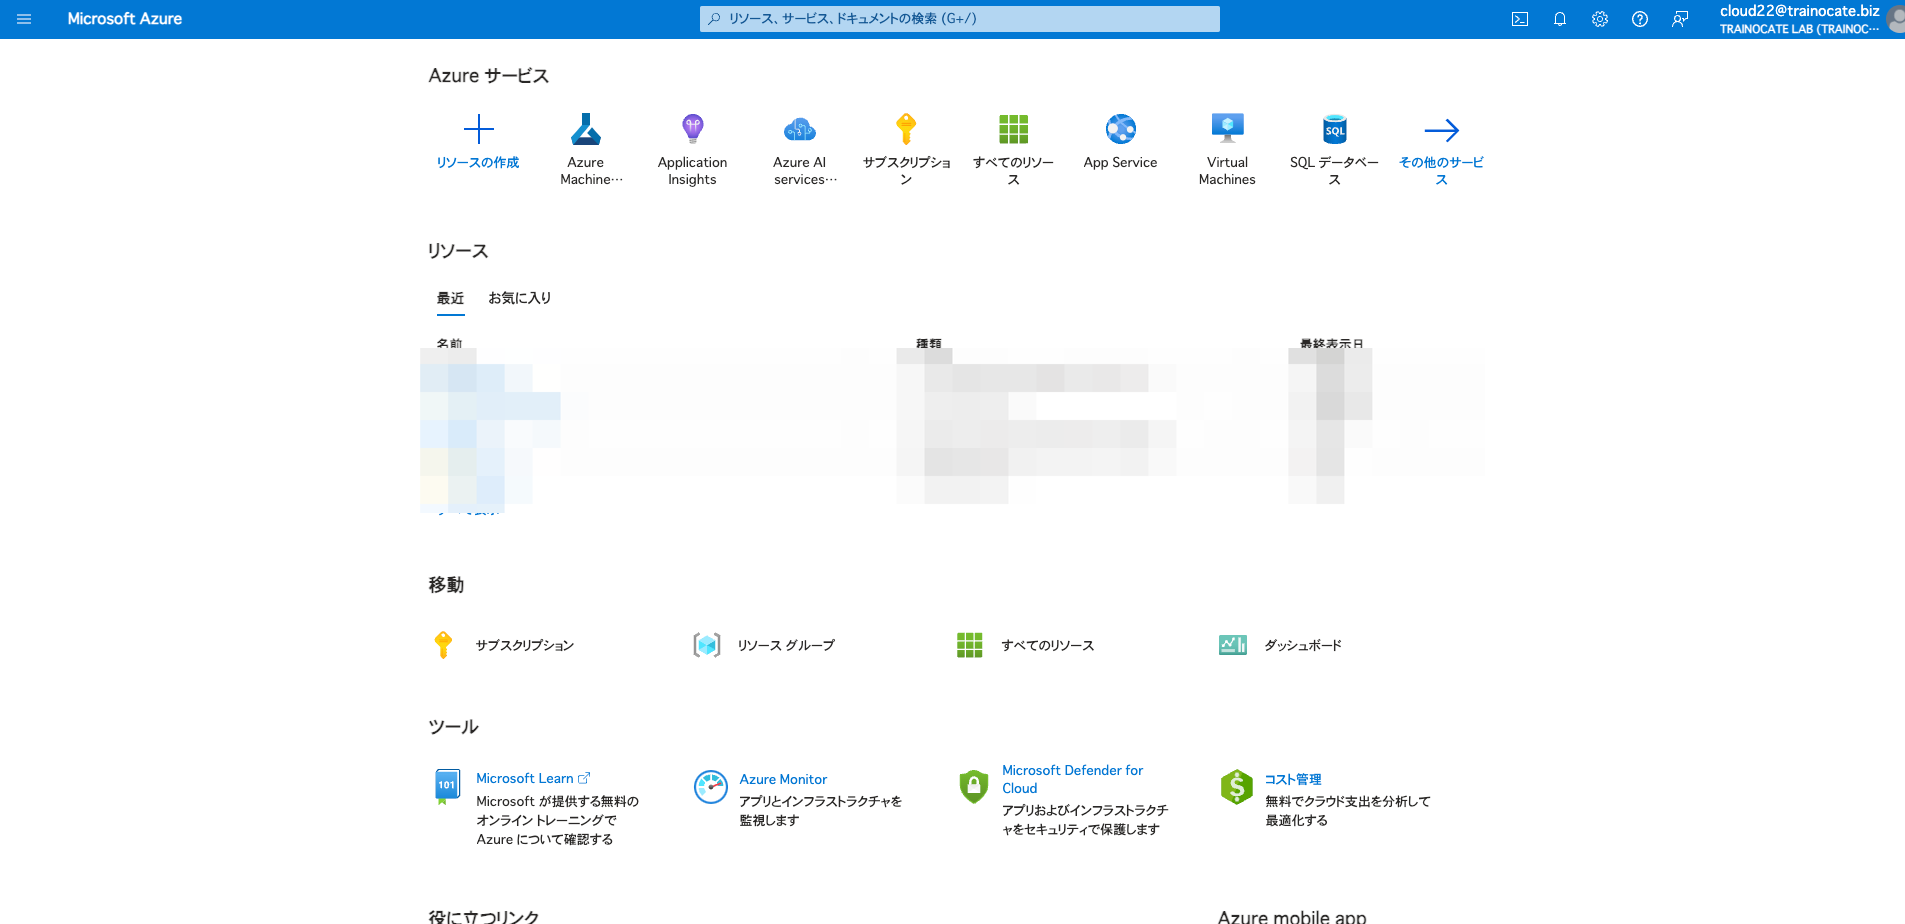 Microsoft Azure
リソース、サービス、ドキュメントの検索 (G+/)
cloud22@trainocate.biz
TRAINOCATE LAB (TRAINOC…
Azure サービス
リソースの作成
Azure
Machine…
Application
Insights
Azure AI
services…
サブスクリプショ
ン
すべてのリソー
ス
App Service
Virtual
Machines
SQL
SQL データベー
ス
その他のサービ
ス
リソース
最近
お気に入り
名前
種類
最終表示日
移動
サブスクリプション
リソース グループ
すべてのリソース
ダッシュボード
ツール
101
Microsoft Learn
Microsoft が提供する無料の
オンライン トレーニングで
Azure について確認する
Azure Monitor
アプリとインフラストラクチャを
監視します
Microsoft Defender for
Cloud
アプリおよびインフラストラクチ
ャをセキュリティで保護します
コスト管理
無料でクラウド支出を分析して
最適化する
役に立つリンク
Azure mobile app